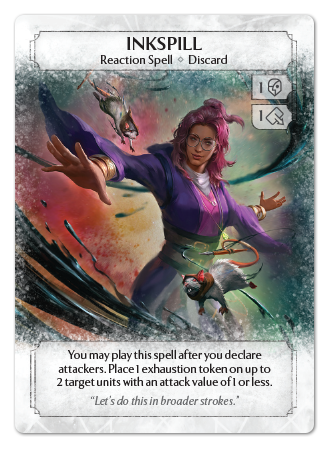 INKSPILL
Reaction Spell ⬦ Discard
1
1
You may play this spell after you declare
attackers. Place 1 exhaustion token on up to
2 target units with an attack value of 1 or less.
“Let's do this in broader strokes.”